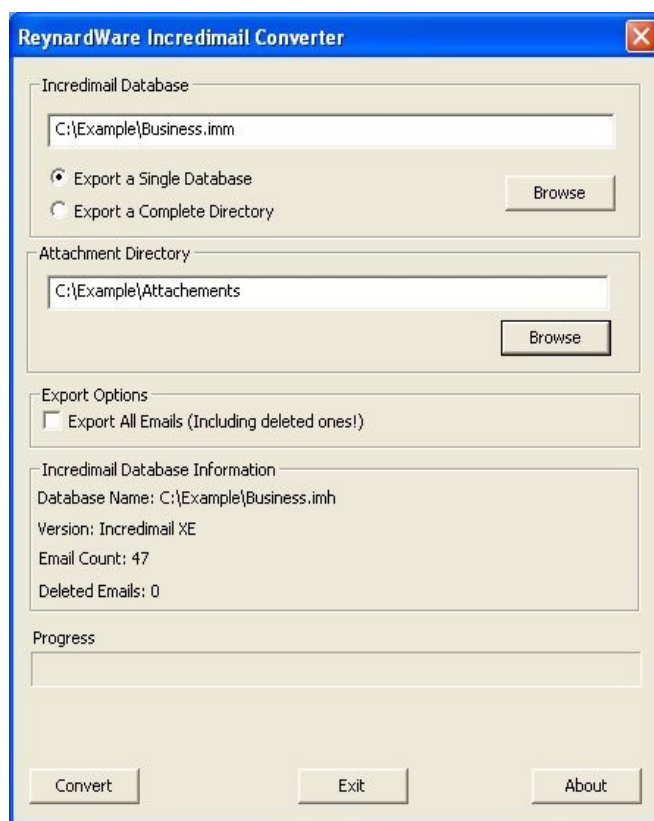 ReynardWare Incredimail Converter
Incredimail Database
C:\Example\Business.imm
Export a Single Database
Browse
Export a Complete Directory
Attachment Directory
C:\Example\Attachements
Browse
Export Options
Export All Emails (Including deleted ones!)
Incredimail Database Information
Database Name: C:\Example\Business.imh
Version: Incredimail XE
Email Count: 47
Deleted Emails: 0
Progress
Convert
Exit
About